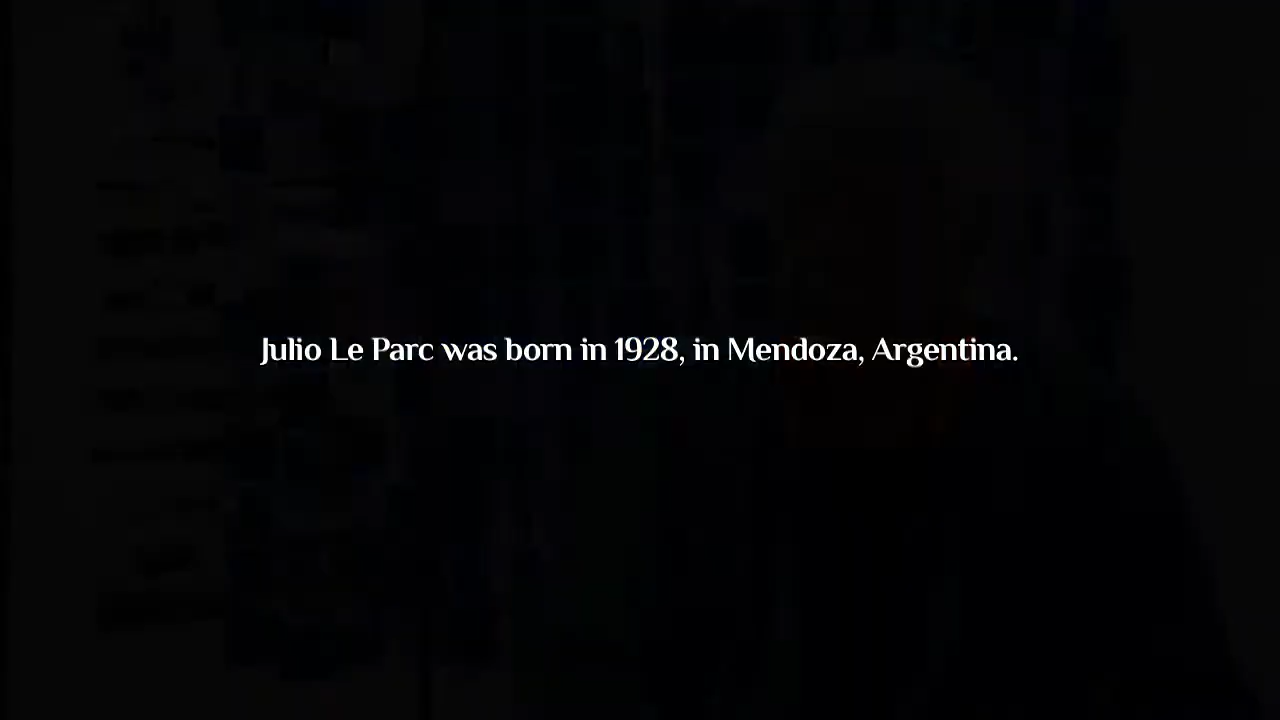 Julio Le Parc was born in 1928, in Mendoza, Argentina.